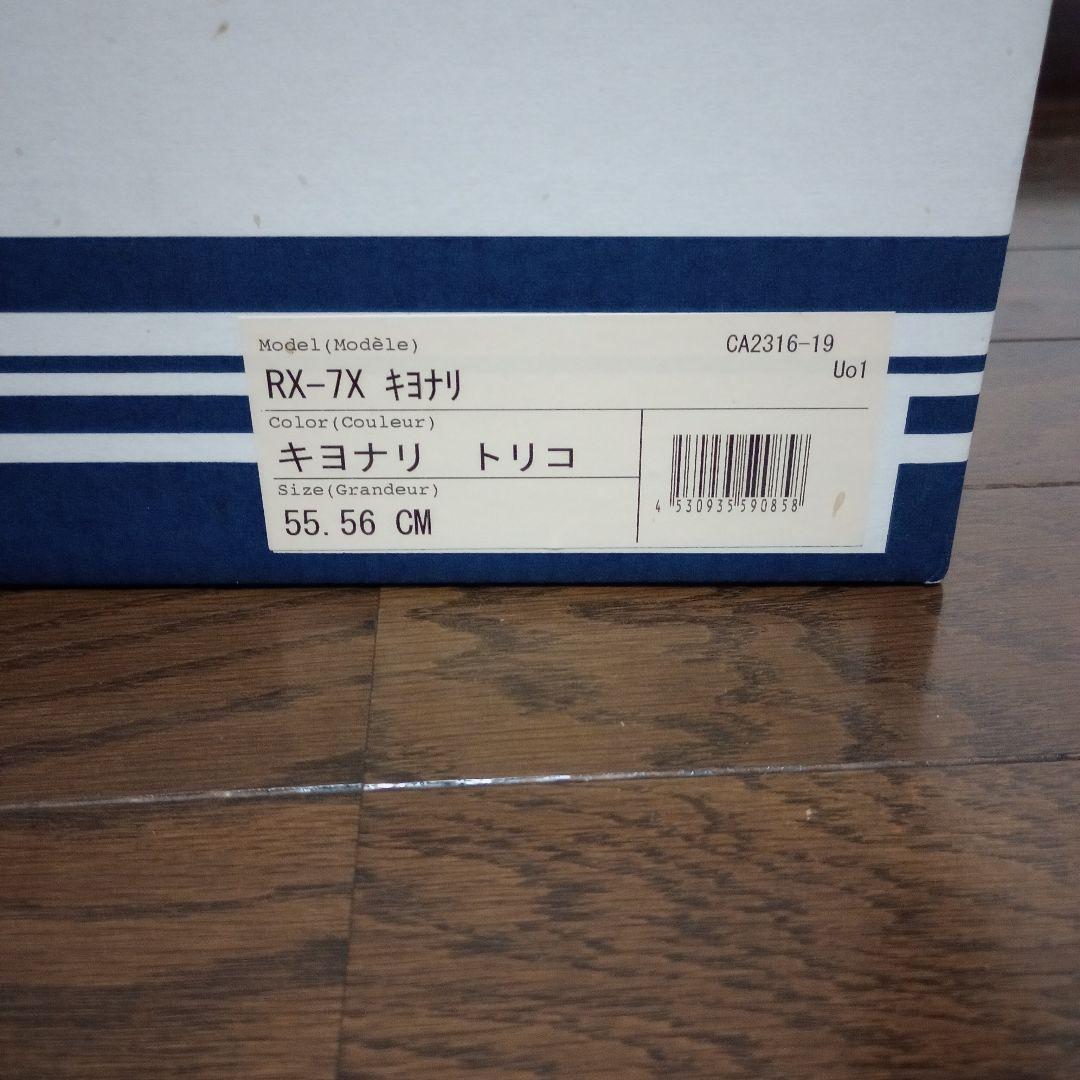 Model(Modèle)
CA2316-19
RX-7X ｷﾖﾅﾘ
Uo1
Color(Couleur)
キヨナリ　トリコ
Size(Grandeur)
55.56 CM
4 530935 590858